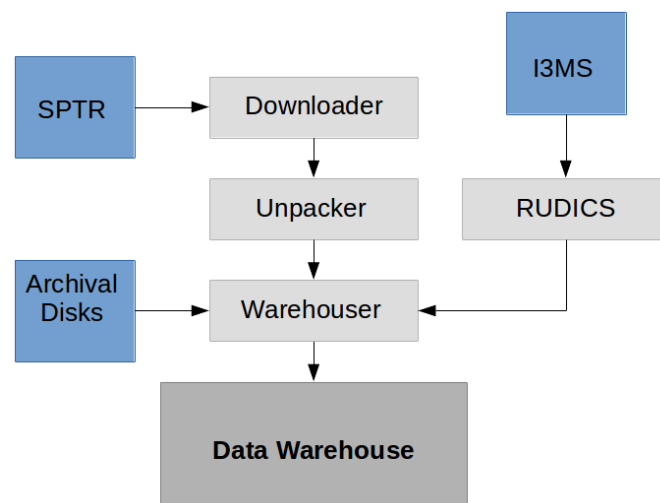 I3MS
SPTR
Downloader
Unpacker
RUDICS
Archival
Disks
Warehouser
Data Warehouse